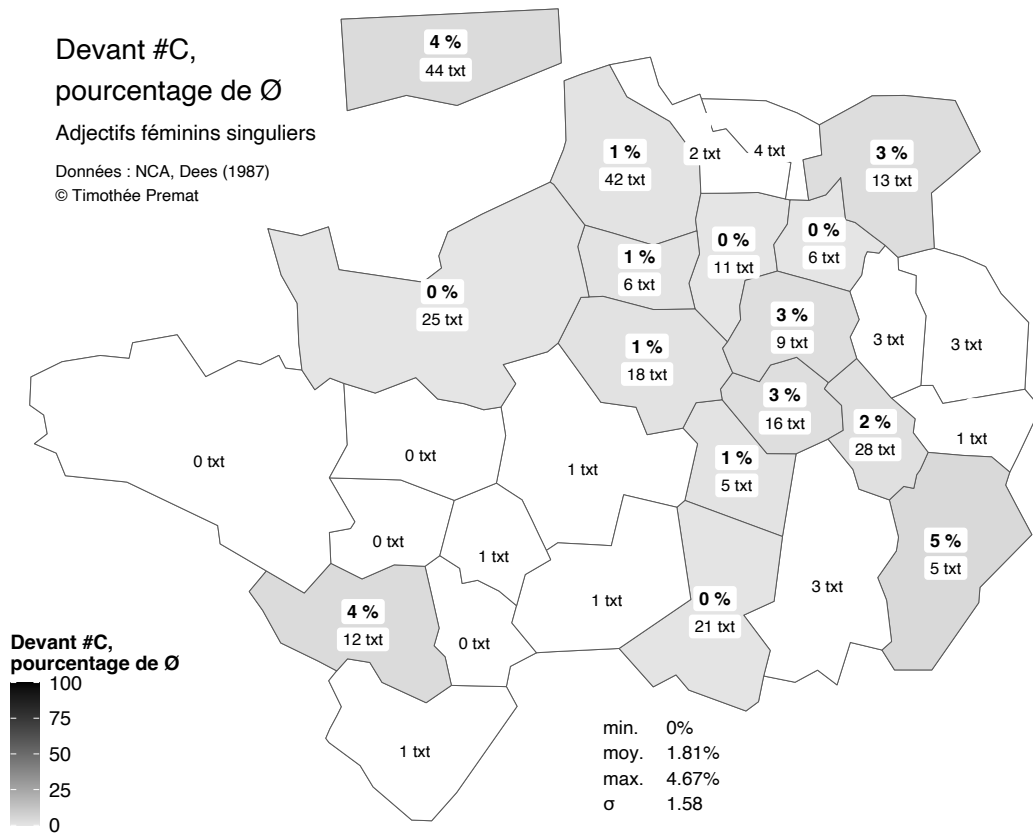 Devant #C,
pourcentage de Ø
Adjectifs féminins singuliers
Données : NCA, Dees (1987)
© Timothée Premat
4 %
44 txt
1 %
42 txt
2 txt
4 txt
3 %
13 txt
0 %
11 txt
0 %
6 txt
1 %
6 txt
0 %
25 txt
3 %
9 txt
3 txt
3 txt
1 %
18 txt
3 %
16 txt
2 %
28 txt
1 txt
0 txt
0 txt
1 txt
1 %
5 txt
0 txt
1 txt
5 %
5 txt
1 txt
0 %
21 txt
3 txt
4 %
12 txt
0 txt
1 txt
Devant #C,
pourcentage de Ø
100
75
50
25
0
min. 0%
moy. 1.81%
max. 4.67%
σ 1.58